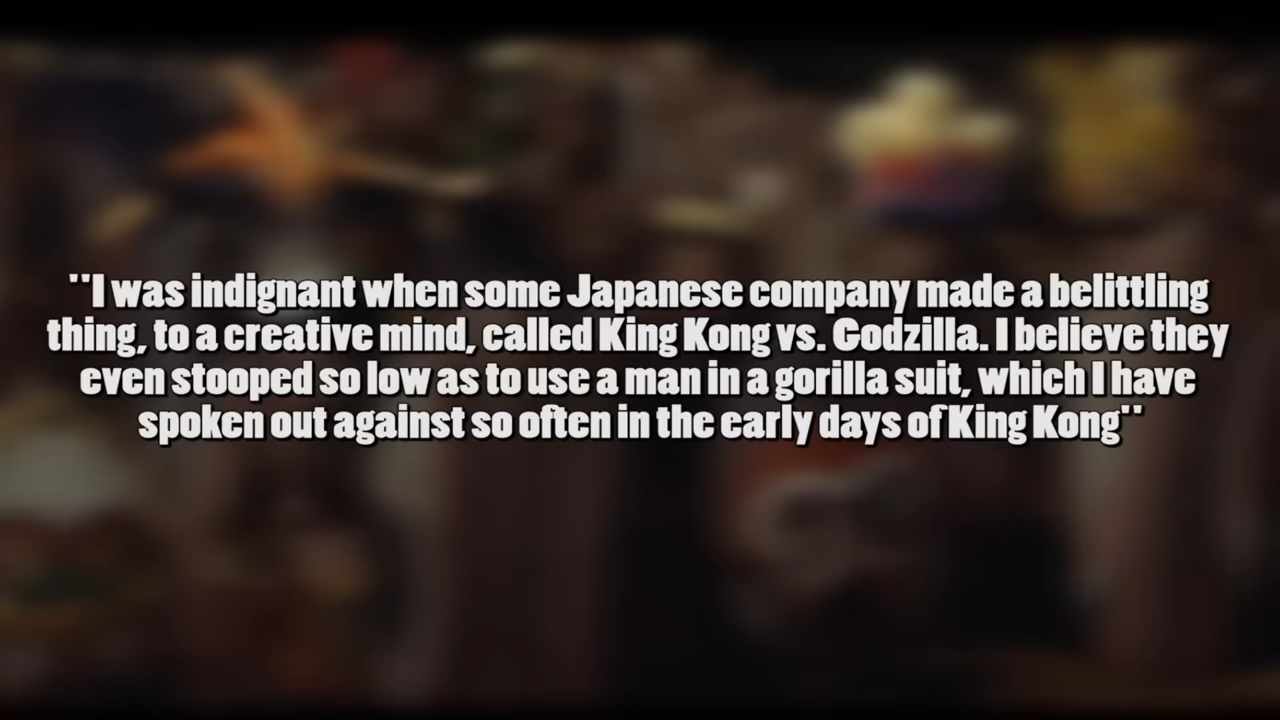 "I was indignant when some Japanese company made a belittling
thing, to a creative mind, called King Kong vs. Godzilla. I believe they
even stooped so low as to use a man in a gorilla suit, which I have
spoken out against so often in the early days of King Kong"